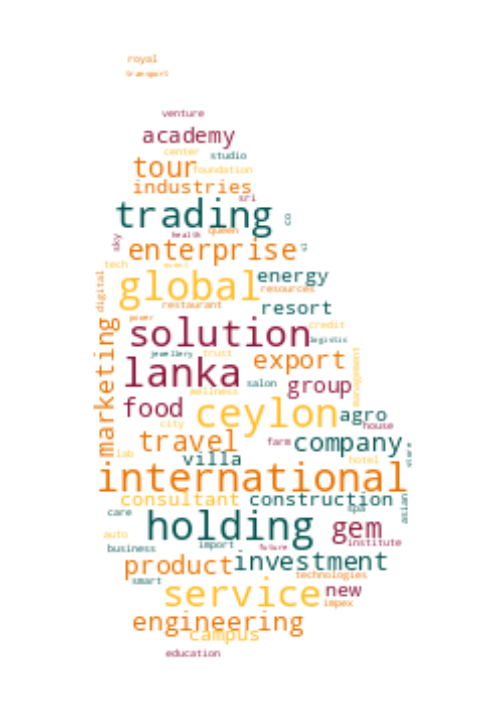 royal
transport
venture
academy
center
studio
tour
foundation
industries
sri
trading
co
health
queen
sky
enterprise
tech
event
energy
global
resources
digital
restaurant
resort
power
credit
solution
logistic
marketing
jewellery
trust
export
lanka
management
salon
group
wellness
food
ceylon
agro
city
house
travel
farm
company
lab
villa
hotel
store
international
consultant
construction
asian
care
spa
holding
gem
auto
business
import
future
institute
product
investment
smart
technologies
service
new
impex
engineering
campus
education